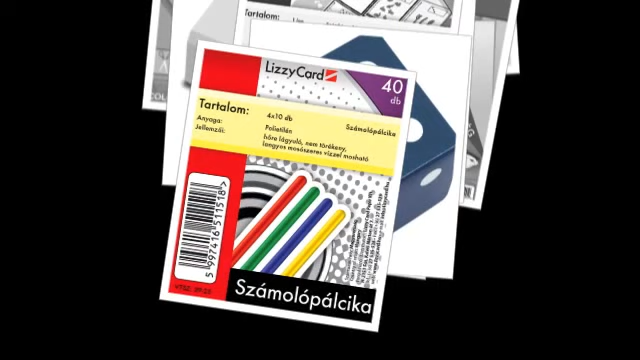 Tartalom:
LizzyCard
40
db
Tartalom:
4x10 db
Számolópálcika
Anyaga:
Polietilén
Jellemzői:
hőre lágyuló, nem törékeny,
langyos mosószeres vízzel mosható
5 997416 511518 >
Számolópálcika